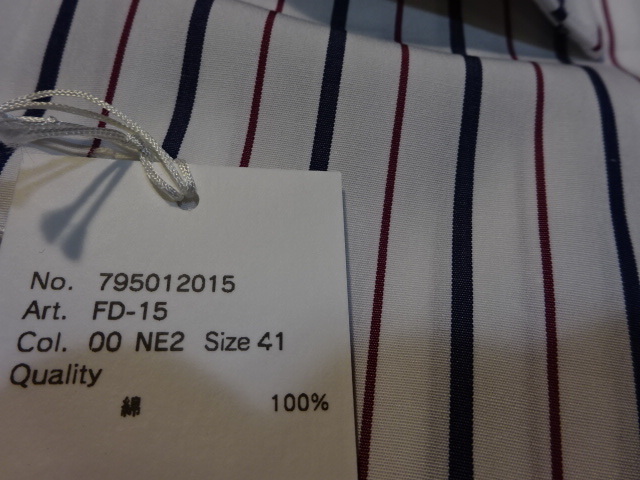 No. 795012015
Art. FD-15
Col. 00 NE2 Size 41
Quality
綿 100%